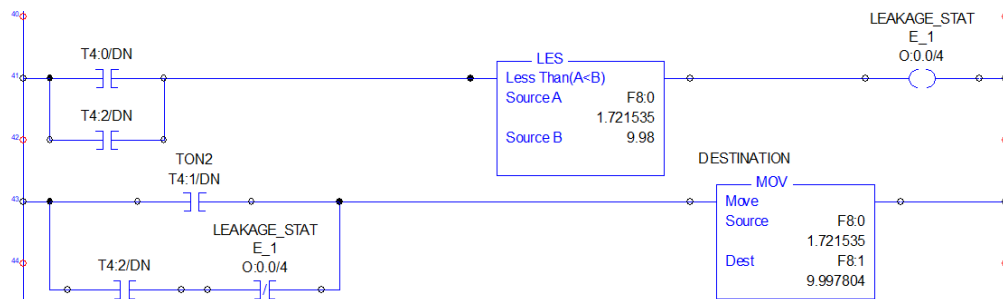 40
LEAKAGE_STAT
E_1
O:0.0/4
T4:0/DN
LES
41
Less Than(A<B)
Source A F8:0
1.721535
T4:2/DN
Source B 9.98
42
TON2
DESTINATION
T4:1/DN
MOV
43
Move
Source F8:0
LEAKAGE_STAT
1.721535
E_1
T4:2/DN
O:0.0/4
Dest F8:1
44
9.997804